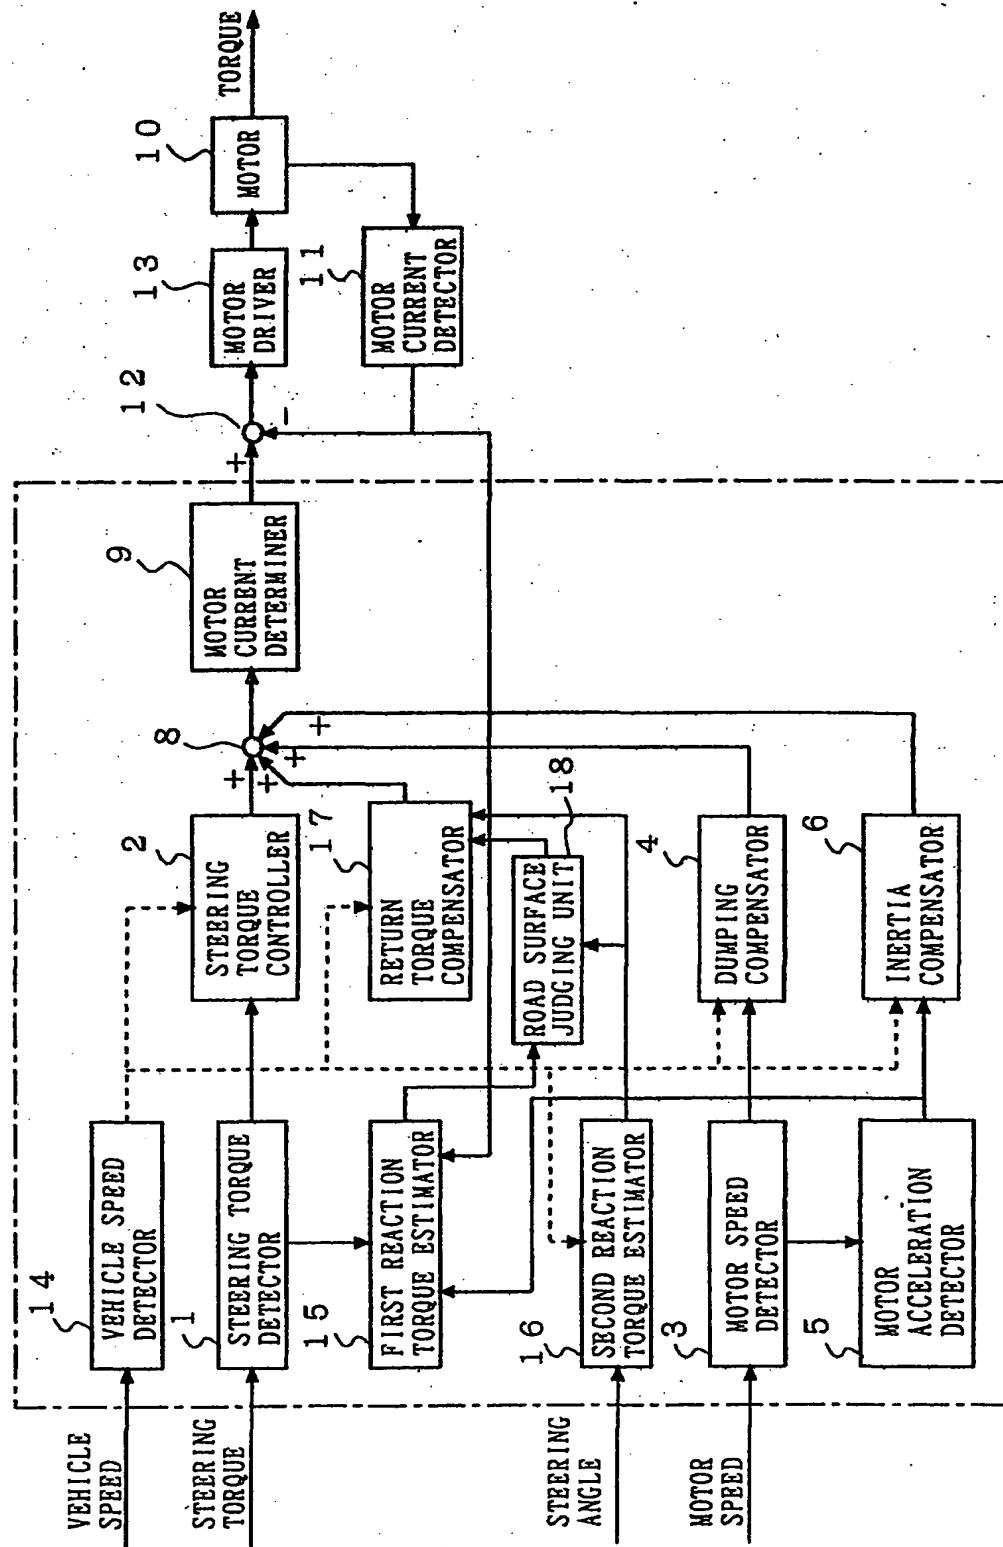 VEHICLE
SPEED
STEERING
TORQUE
STEERING
ANGLE
MOTOR
SPEED
14
VEHICLE SPEED
DETECTOR
1
STEERING TORQUE
DETECTOR
15
FIRST REACTION
TORQUE ESTIMATOR
16
SECOND REACTION
TORQUE ESTIMATOR
3
MOTOR SPEED
DETECTOR
5
MOTOR
ACCELERATION
DETECTOR
2
STEERING
TORQUE
CONTROLLER
17
RETURN
TORQUE
COMPENSATOR
18
ROAD SURFACE
JUDGING UNIT
4
DUMPING
COMPENSATOR
6
INERTIA
COMPENSATOR
8
+
+
+
+
9
MOTOR
CURRENT
DETERMINER
12
+
-
13
MOTOR
DRIVER
10
MOTOR
TORQUE
11
MOTOR
CURRENT
DETECTOR